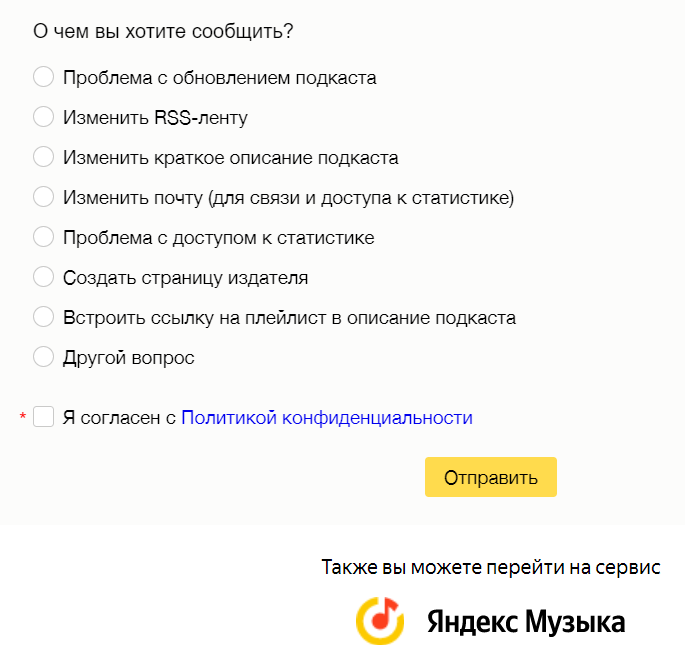 О чем вы хотите сообщить?
Проблема с обновлением подкаста
Изменить RSS-ленту
Изменить краткое описание подкаста
Изменить почту (для связи и доступа к статистике)
Проблема с доступом к статистике
Создать страницу издателя
Встроить ссылку на плейлист в описание подкаста
Другой вопрос
* Я согласен с Политикой конфиденциальности
Отправить
Также вы можете перейти на сервис
Яндекс Музыка